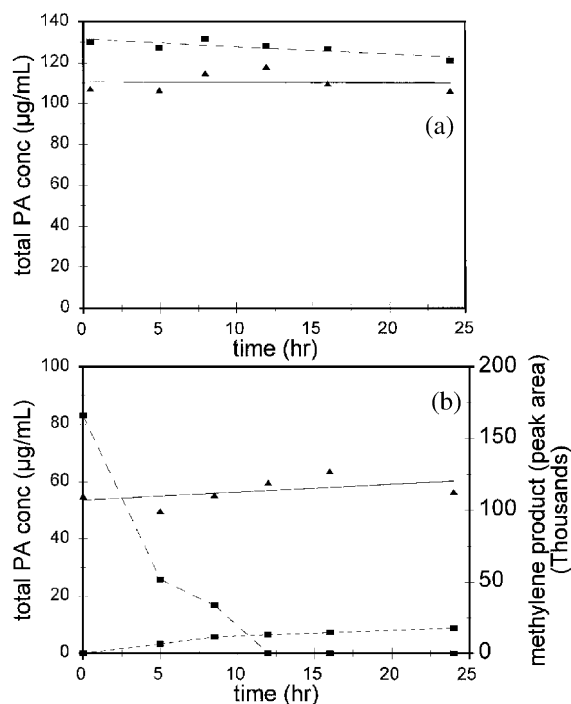 140
120
100
80
60
40
20
0
total PA conc (µg/mL)
(a)
0 5 10 15 20 25
time (hr)
100
80
60
40
20
0
total PA conc (µg/mL)
(b)
200
150
100
50
0
methylene product (peak area)
(Thousands)
0 5 10 15 20 25
time (hr)